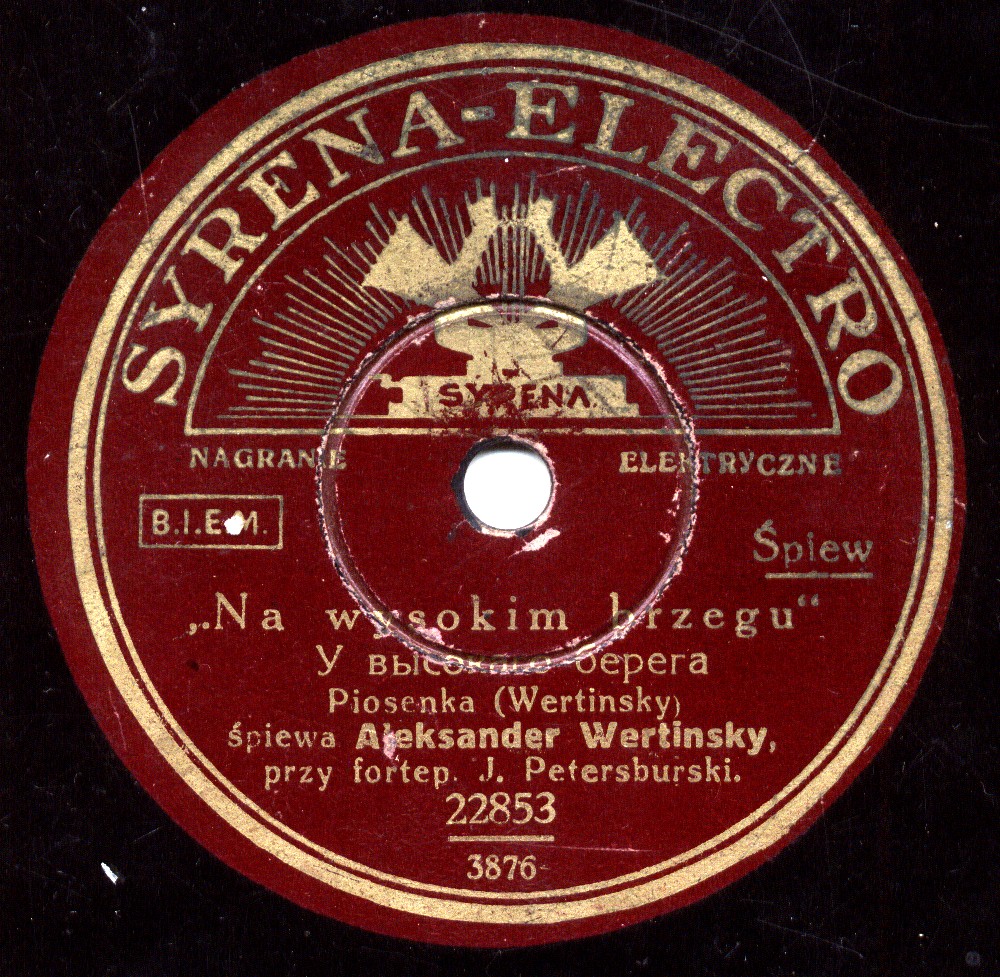 SYRENA-ELECTRO
SYRENA
NAGRANIE ELEKTRYCZNE
B.I.E.M.
Śpiew
„Na wysokim brzegu“
У высокаго берега
Piosenka (Wertinsky)
śpiewa Aleksander Wertinsky,
przy fortep. J. Petersburski.
22853
3876